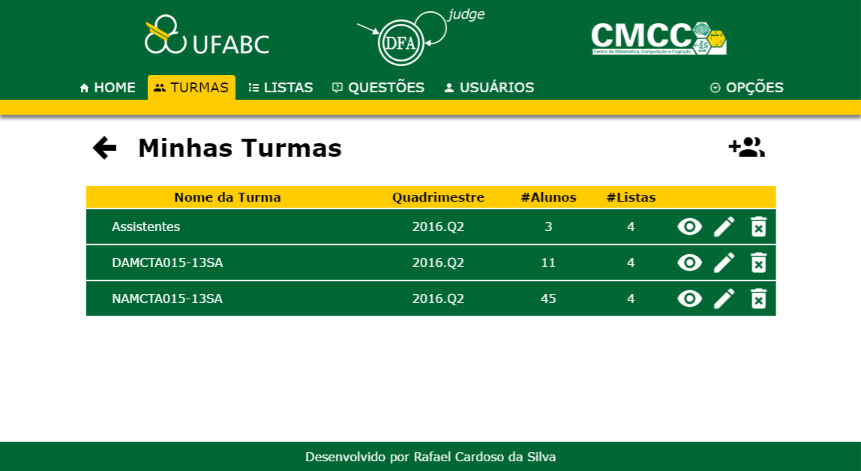 UFABC
DFA judge
CMCC
Centro de Matemática, Computação e Cognição
HOME TURMAS LISTAS QUESTÕES USUÁRIOS OPÇÕES
Minhas Turmas
Nome da Turma Quadrimestre #Alunos #Listas
Assistentes 2016.Q2 3 4
DAMCTA015-13SA 2016.Q2 11 4
NAMCTA015-13SA 2016.Q2 45 4
Desenvolvido por Rafael Cardoso da Silva